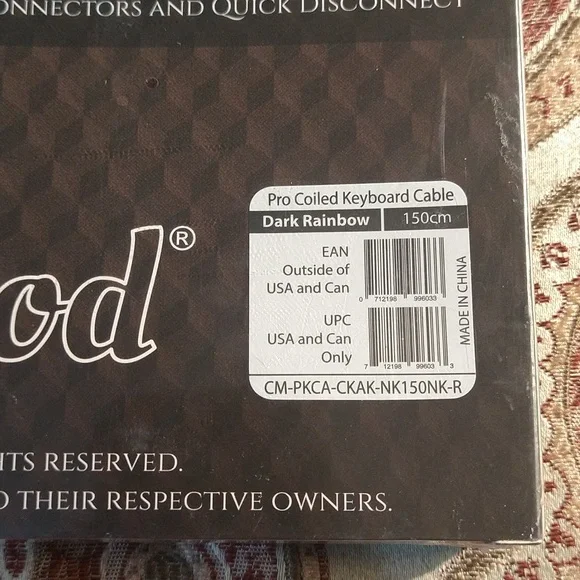 ONNECTORS AND QUICK DISCONNECT
od®
Pro Coiled Keyboard Cable
Dark Rainbow 150cm
EAN
Outside of
USA and Can
0 712198 996033
UPC
USA and Can
Only
7 12198 99603 3
MADE IN CHINA
CM-PKCA-CKAK-NK150NK-R
ITS RESERVED.
O THEIR RESPECTIVE OWNERS.